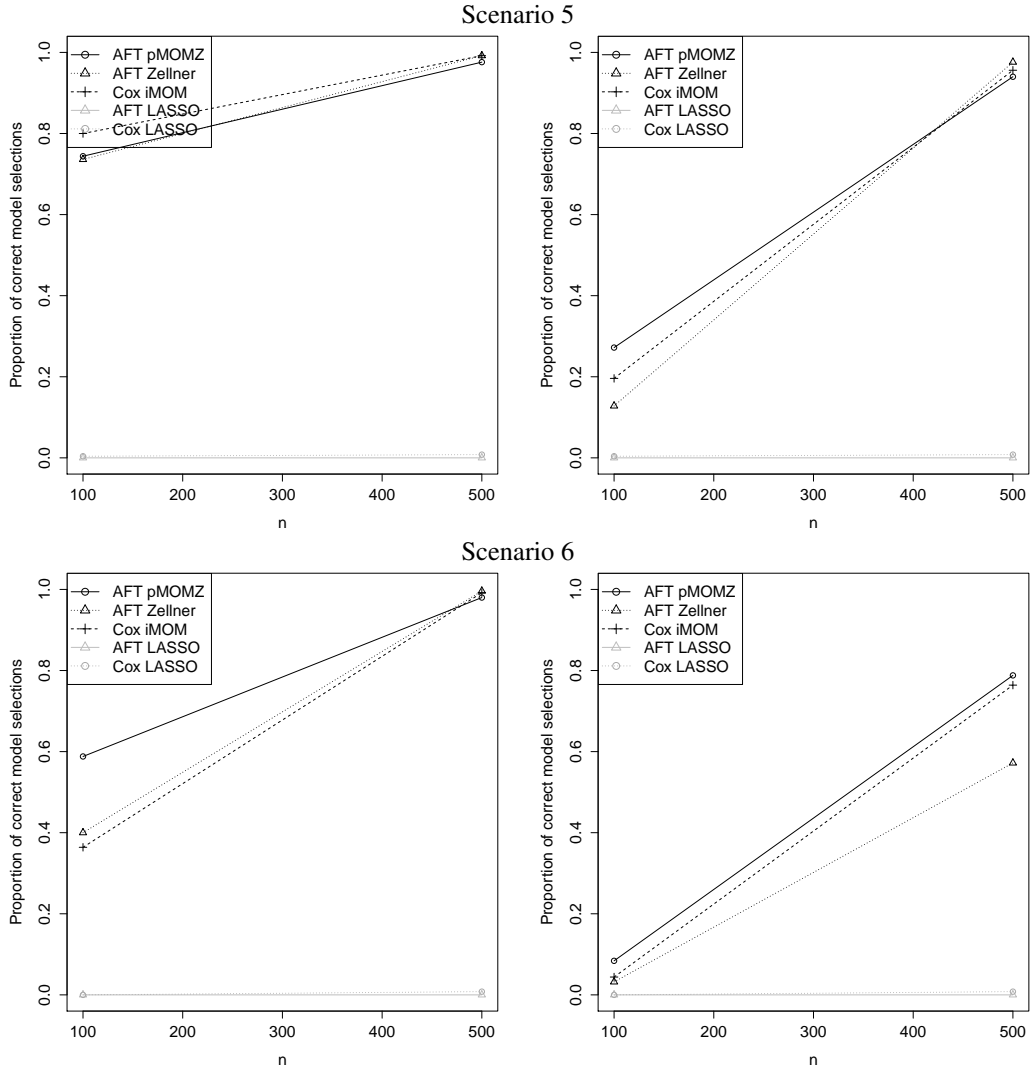 Scenario 5
AFT pMOMZ
AFT Zellner
Cox iMOM
AFT LASSO
Cox LASSO
Proportion of correct model selections
0.0 0.2 0.4 0.6 0.8 1.0
100 200 300 400 500
n
AFT pMOMZ
AFT Zellner
Cox iMOM
AFT LASSO
Cox LASSO
Proportion of correct model selections
0.0 0.2 0.4 0.6 0.8 1.0
100 200 300 400 500
n
Scenario 6
AFT pMOMZ
AFT Zellner
Cox iMOM
AFT LASSO
Cox LASSO
Proportion of correct model selections
0.0 0.2 0.4 0.6 0.8 1.0
100 200 300 400 500
n
AFT pMOMZ
AFT Zellner
Cox iMOM
AFT LASSO
Cox LASSO
Proportion of correct model selections
0.0 0.2 0.4 0.6 0.8 1.0
100 200 300 400 500
n